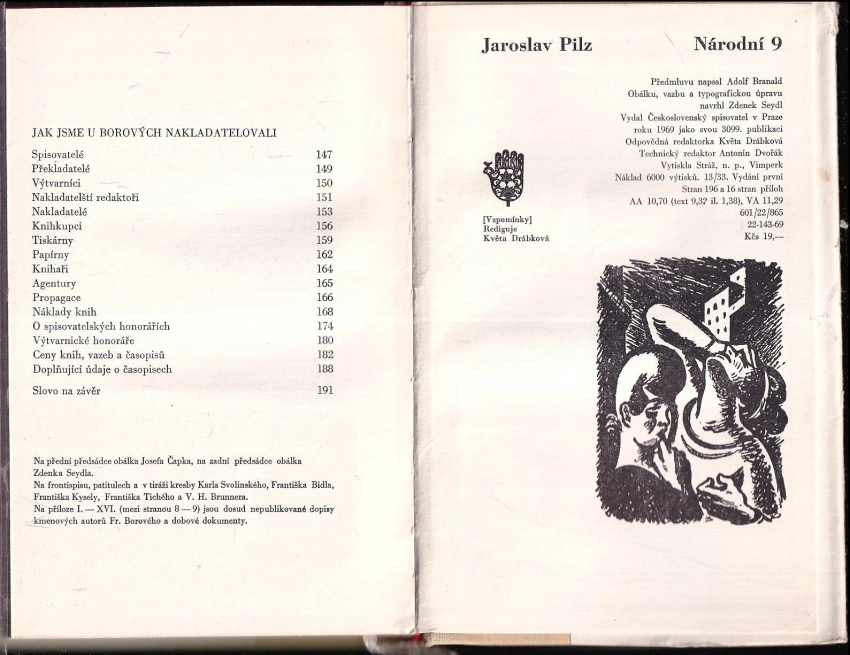 JAK JSME U BOROVÝCH NAKLADATELOVALI
Spisovatelé 147
Překladatelé 149
Výtvarníci 150
Nakladatelští redaktoři 151
Nakladatelé 153
Knihkupci 156
Tiskárny 159
Papírny 162
Knihaři 164
Agentury 165
Propagace 166
Náklady knih 168
O spisovatelských honorářích 174
Výtvarnické honoráře 180
Ceny knih, vazeb a časopisů 182
Doplňující údaje o časopisech 188
Slovo na závěr 191
Na přední předsádce obálka Josefa Čapka, na zadní předsádce obálka
Zdenka Seydla.
Na frontispisu, patitulech a v tiráži kresby Karla Svolinského, Františka Bidla,
Františka Kysely, Františka Tichého a V. H. Brunnera.
Na příloze I. — XVI. (mezi stranou 8 — 9) jsou dosud nepublikované dopisy
kmenových autorů Fr. Borového a dobové dokumenty.
Jaroslav Pilz Národní 9
Předmluvu napsal Adolf Branald
Obálku, vazbu a typografickou úpravu
navrhl Zdenek Seydl
Vydal Československý spisovatel v Praze
roku 1969 jako svou 3099. publikaci
Odpovědná redaktorka Květa Drábková
Technický redaktor Antonín Dvořák
Vytiskla Stráž, n. p., Vimperk
Náklad 6000 výtisků. 13/33. Vydání první
Stran 196 a 16 stran příloh
AA 10,70 (text 9,32 il. 1,38), VA 11,29
601/22/865
22-143-69
Kčs 19,—
[Vzpomínky]
Rediguje
Květa Drábková